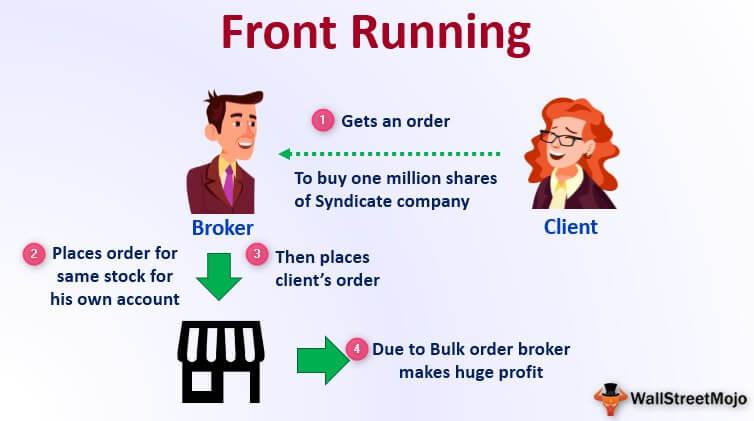 Front Running
1 Gets an order
To buy one million shares
of Syndicate company
Broker
Client
2 Places order for
same stock for
his own account
3 Then places
client's order
4 Due to Bulk order broker
makes huge profit
WallStreetMojo